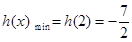 h(x) min = h(2) = −7/2